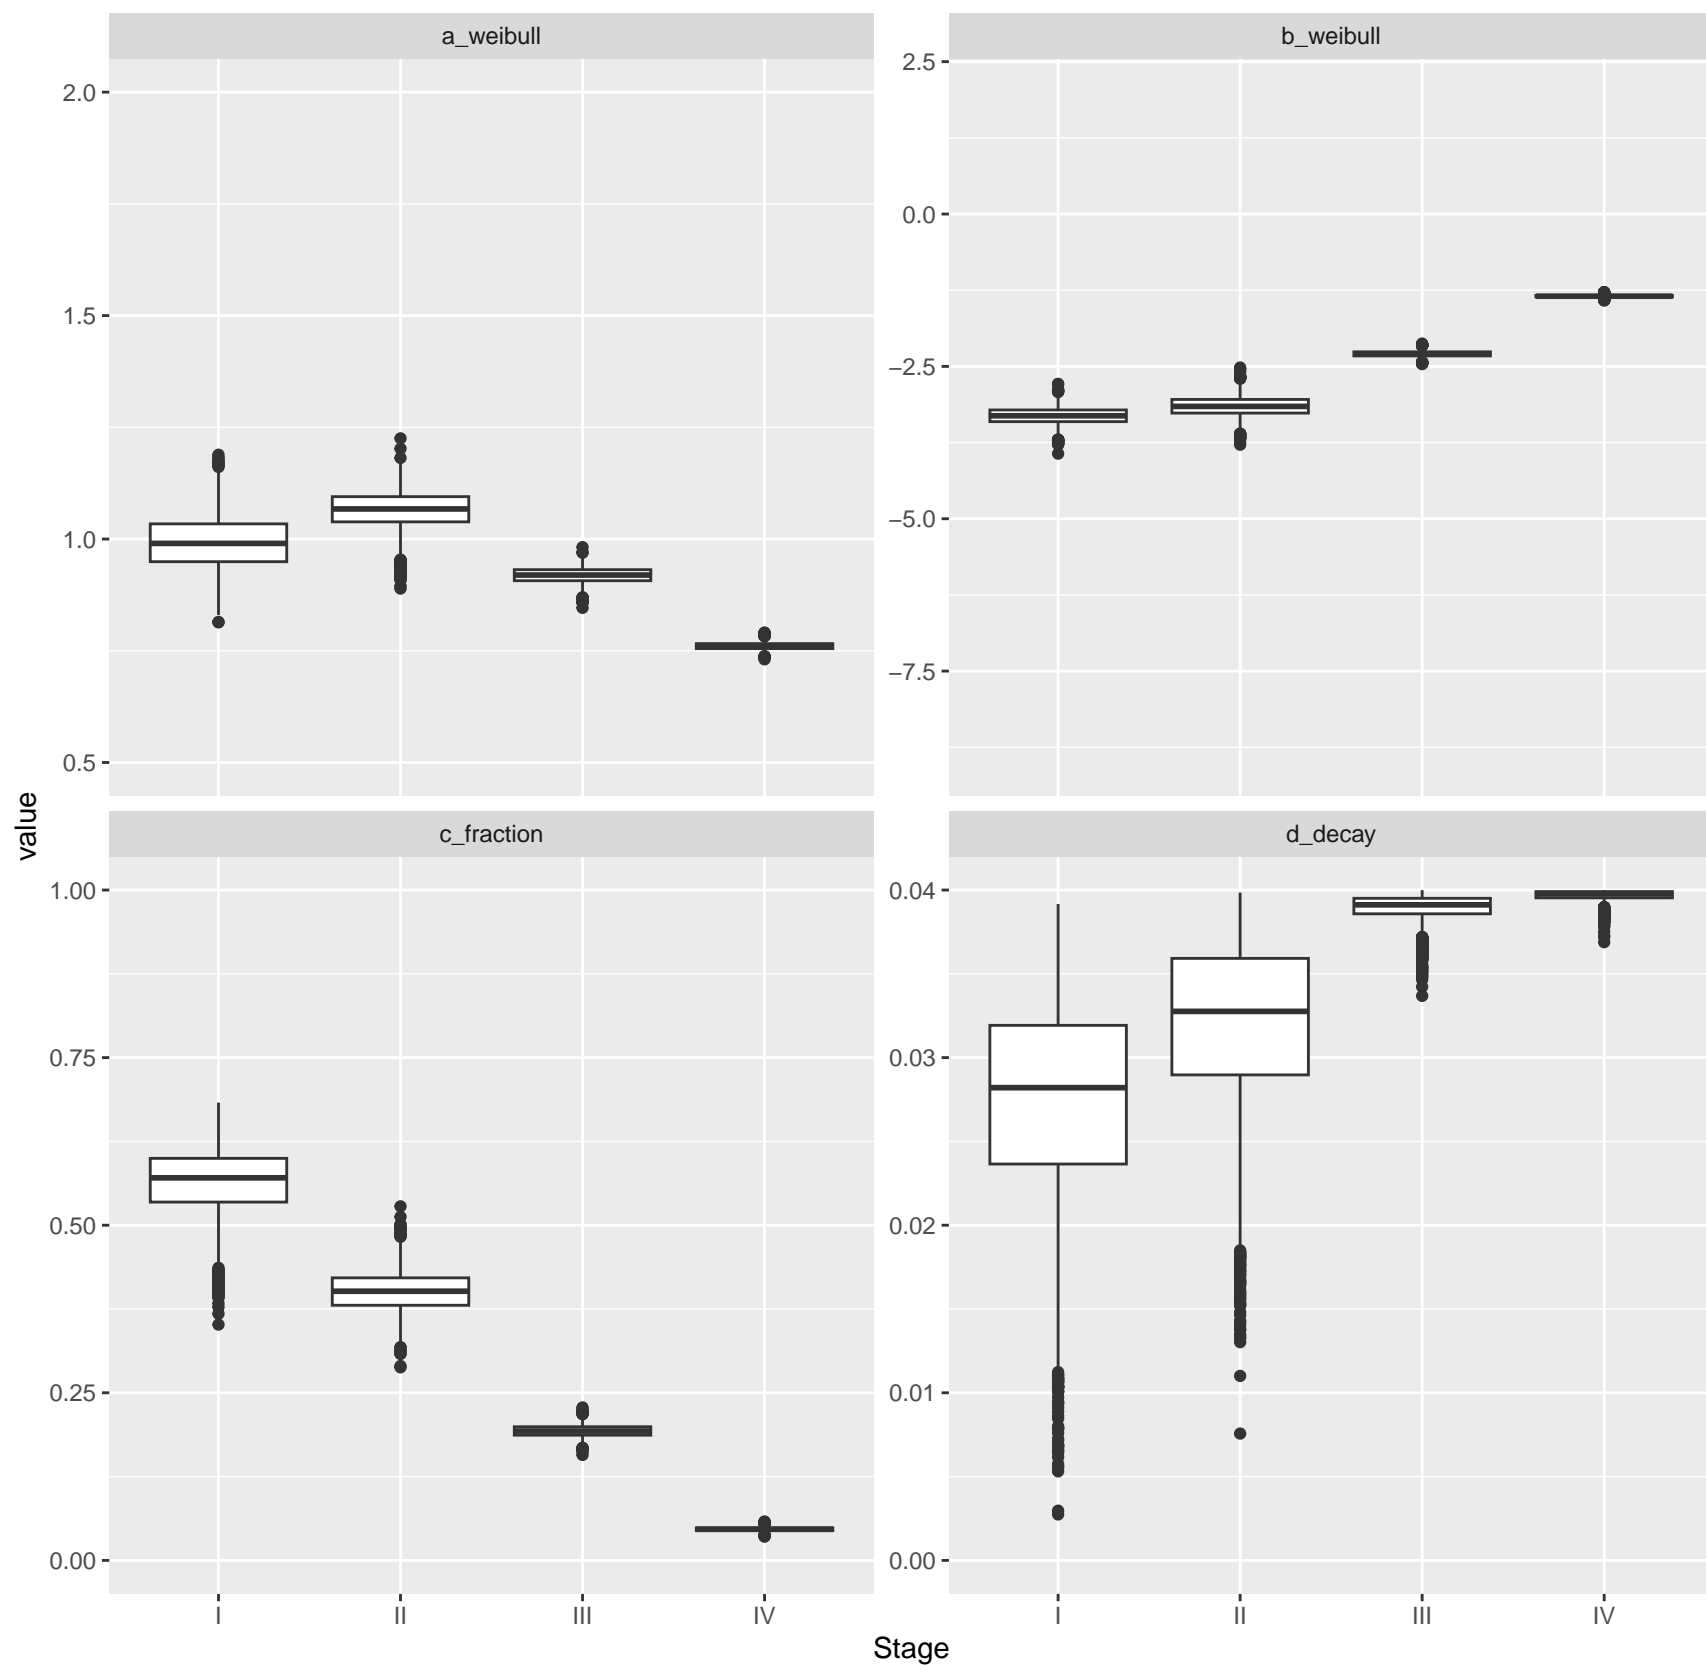 a_weibull
b_weibull
2.0
1.5
1.0
0.5
2.5
0.0
−2.5
−5.0
−7.5
value
c_fraction
d_decay
1.00
0.75
0.50
0.25
0.00
0.04
0.03
0.02
0.01
0.00
I II III IV
I II III IV
Stage